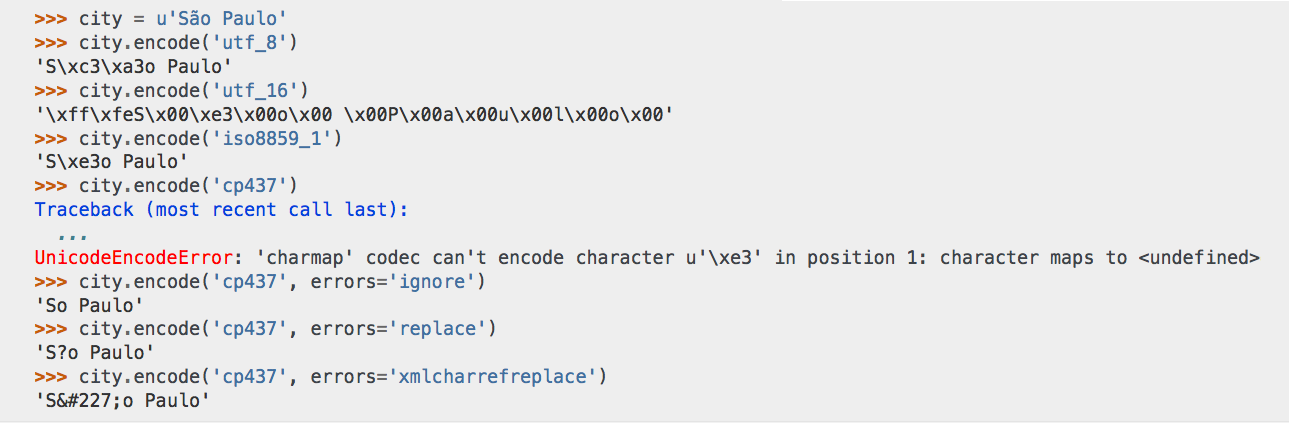 >>> city = u'São Paulo'
>>> city.encode('utf_8')
'S\xc3\xa3o Paulo'
>>> city.encode('utf_16')
'\xff\xfeS\x00\xe3\x00o\x00 \x00P\x00a\x00u\x00l\x00o\x00'
>>> city.encode('iso8859_1')
'S\xe3o Paulo'
>>> city.encode('cp437')
Traceback (most recent call last):
  ...
UnicodeEncodeError: 'charmap' codec can't encode character u'\xe3' in position 1: character maps to <undefined>
>>> city.encode('cp437', errors='ignore')
'So Paulo'
>>> city.encode('cp437', errors='replace')
'S?o Paulo'
>>> city.encode('cp437', errors='xmlcharrefreplace')
'S&#227;o Paulo'